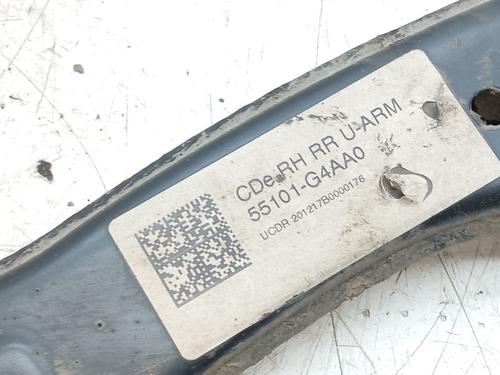 CDe RH RR U-ARM
55101-G4AA0
UCDR 201217B0000176